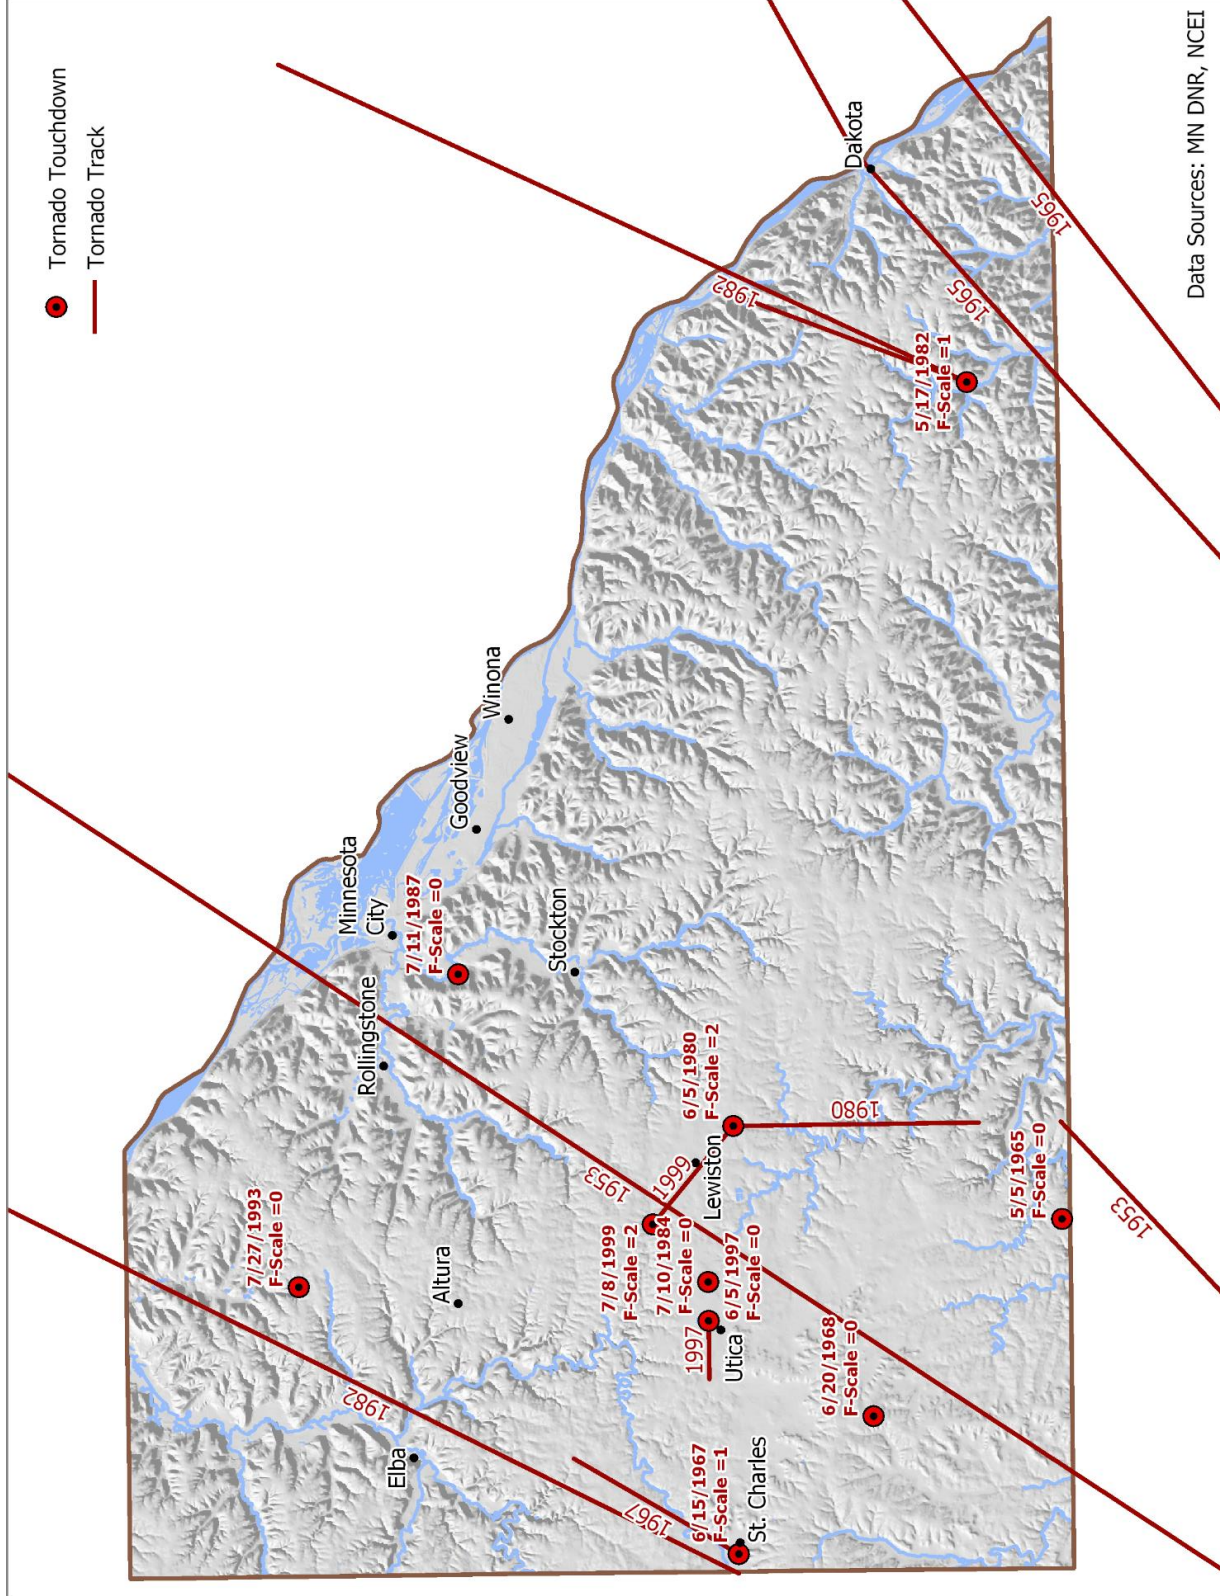 Tornado Touchdown
Tornado Track
Dakota
1965
1965
1982
5/17/1982
F-Scale =1
Winona
Goodview
Minnesota
City
7/11/1987
F-Scale =0
Stockton
Rollingstone
6/5/1980
F-Scale =2
1980
Lewiston
1999
1953
7/8/1999
F-Scale =2
7/10/1984
F-Scale =0
6/5/1997
F-Scale =0
1997
Utica
5/5/1965
F-Scale =0
1953
7/27/1993
F-Scale =0
Altura
1982
Elba
6/20/1968
F-Scale =0
6/15/1967
F-Scale =1
1967
St. Charles
Data Sources: MN DNR, NCEI